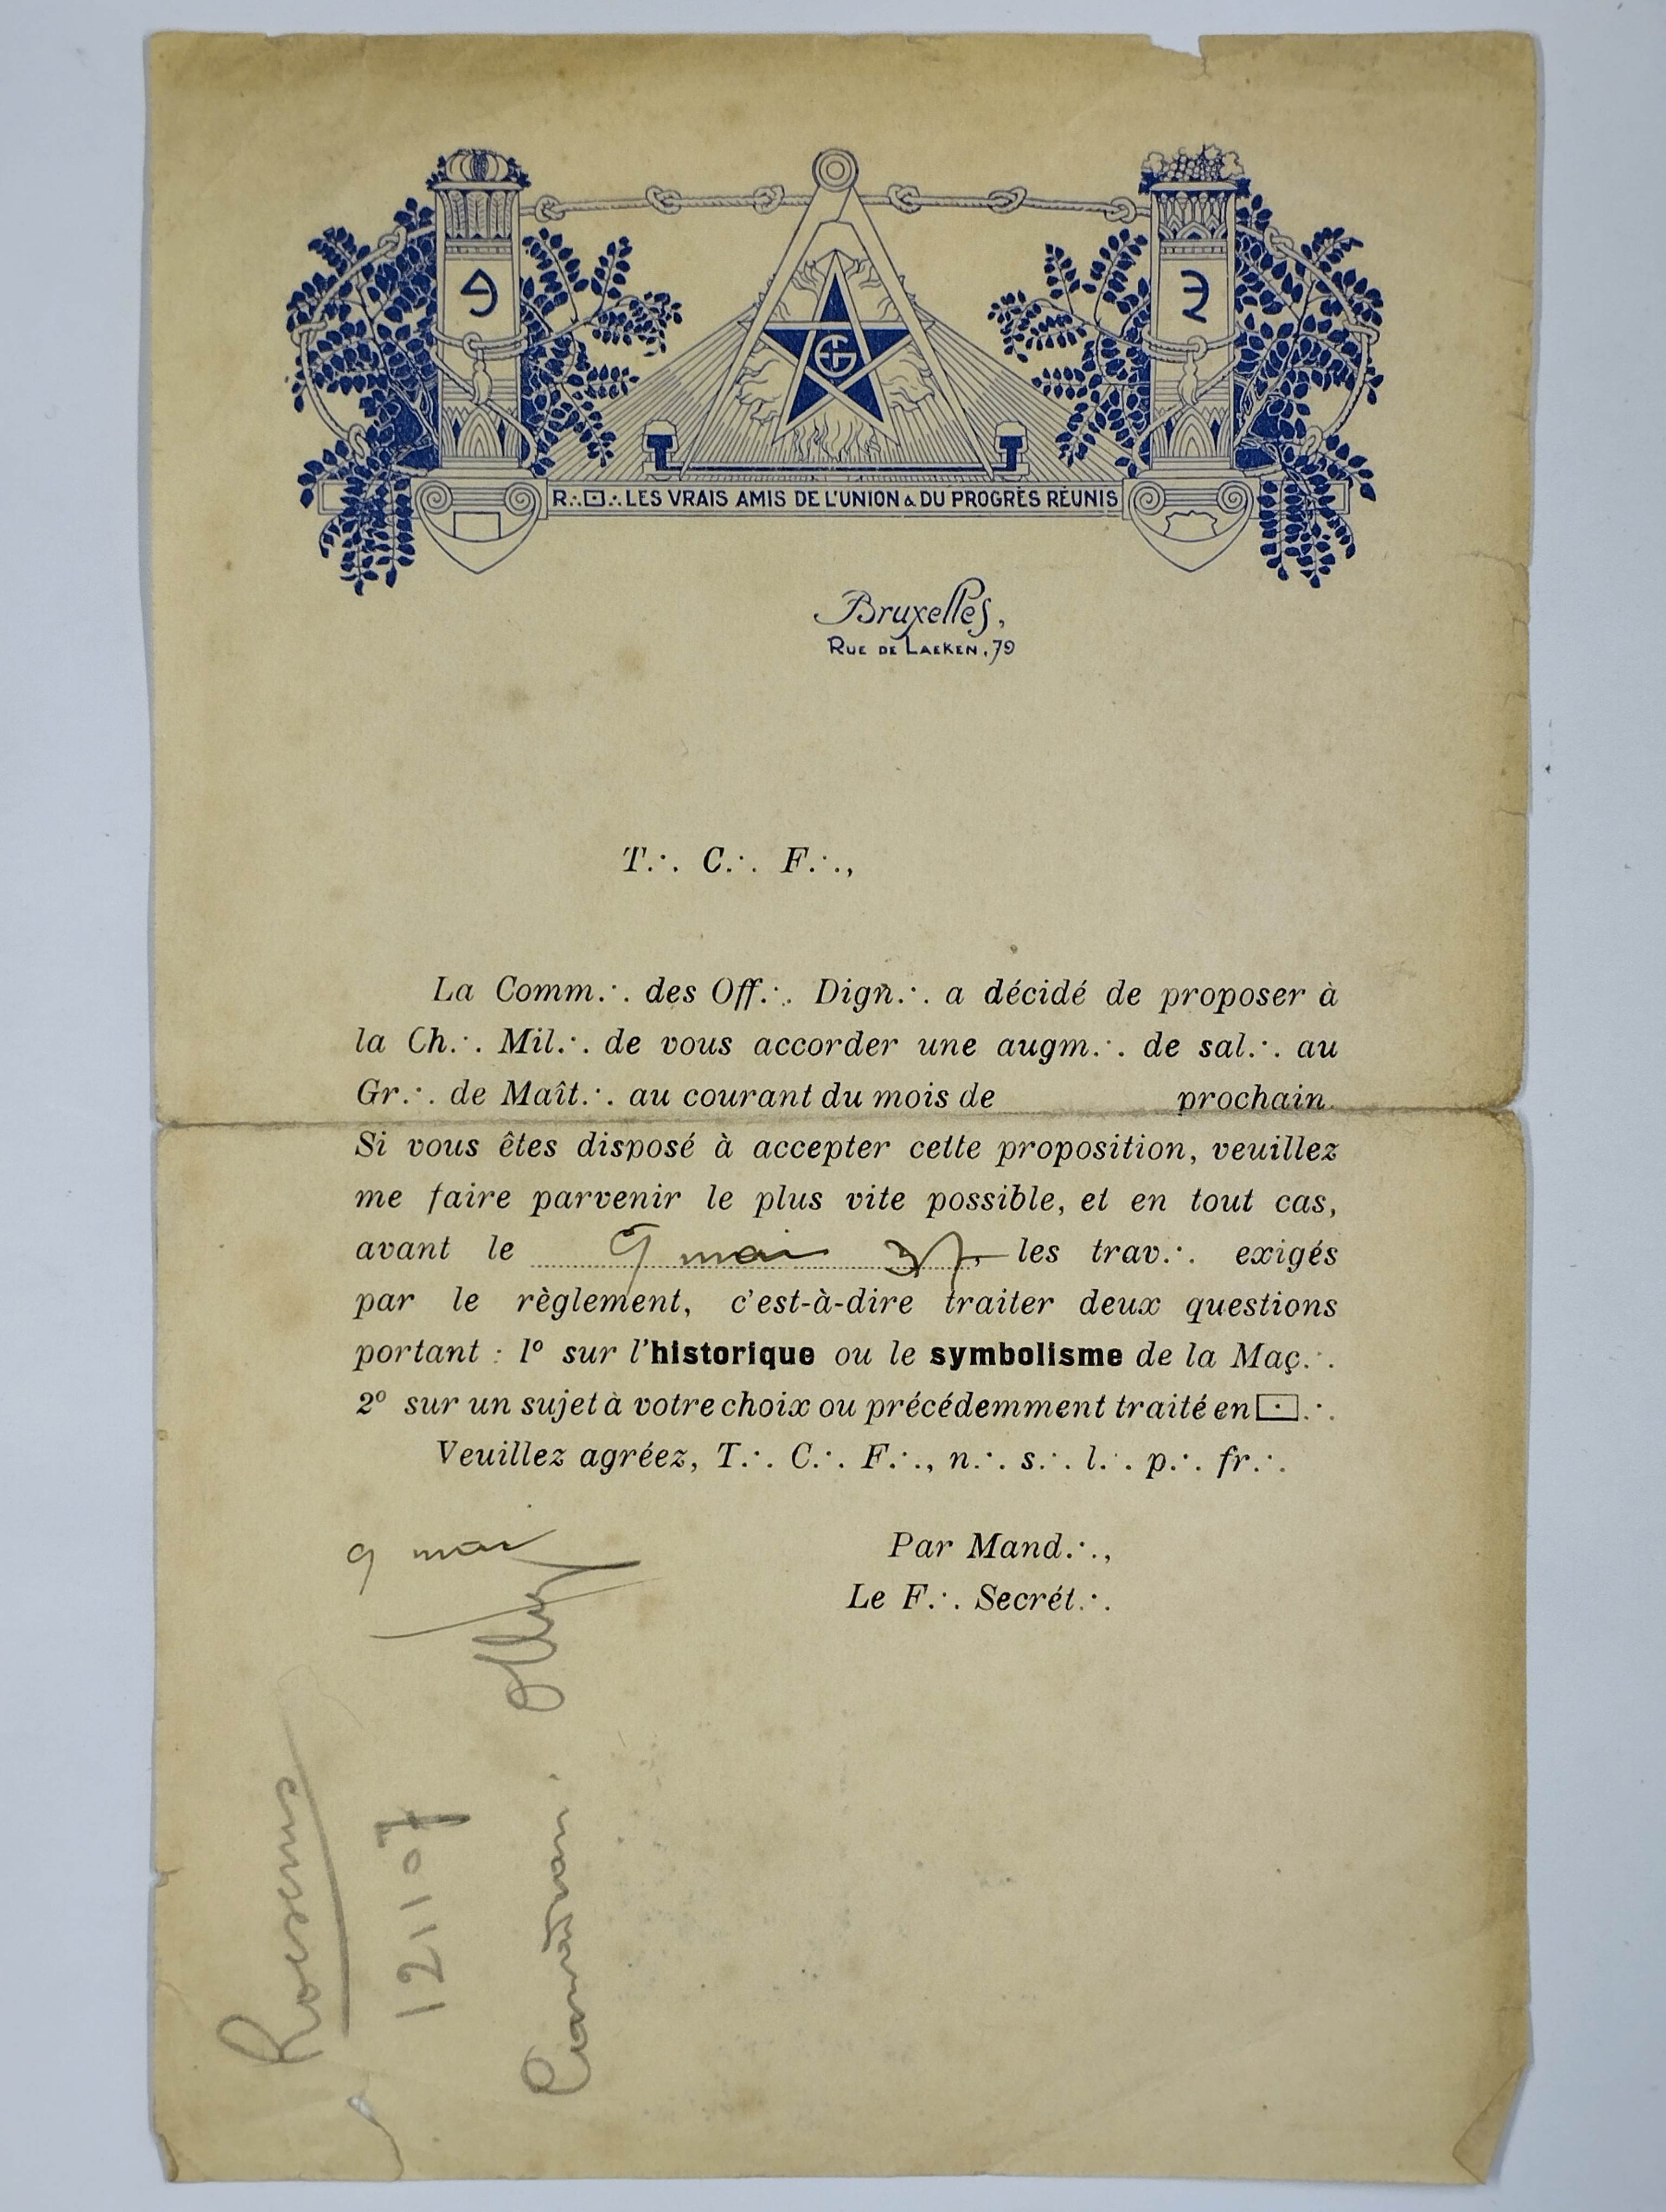 R∴⊡∴ LES VRAIS AMIS DE L'UNION & DU PROGRÈS RÉUNIS
Bruxelles,
RUE DE LAEKEN, 79
T∴ C∴ F∴,
La Comm∴ des Off∴ Dign∴ a décidé de proposer à
la Ch∴ Mil∴ de vous accorder une augm∴ de sal∴ au
Gr∴ de Maît∴ au courant du mois de prochain.
Si vous êtes disposé à accepter cette proposition, veuillez
me faire parvenir le plus vite possible, et en tout cas,
avant le 9 mai 37, les trav∴ exigés
par le règlement, c'est-à-dire traiter deux questions
portant : 1º sur l'historique ou le symbolisme de la Maç∴
2º sur un sujet à votre choix ou précédemment traité en ⊡∴
Veuillez agréez, T∴ C∴ F∴, n∴ s∴ l∴ p∴ fr∴
Par Mand∴,
Le F∴ Secrét∴
9 mai
121107